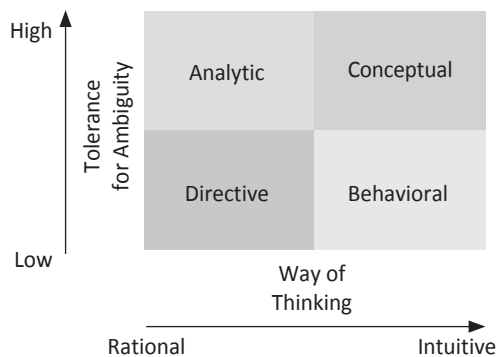 High
Analytic
Conceptual
Tolerance
for Ambiguity
Directive
Behavioral
Low
Way of
Thinking
Rational
Intuitive